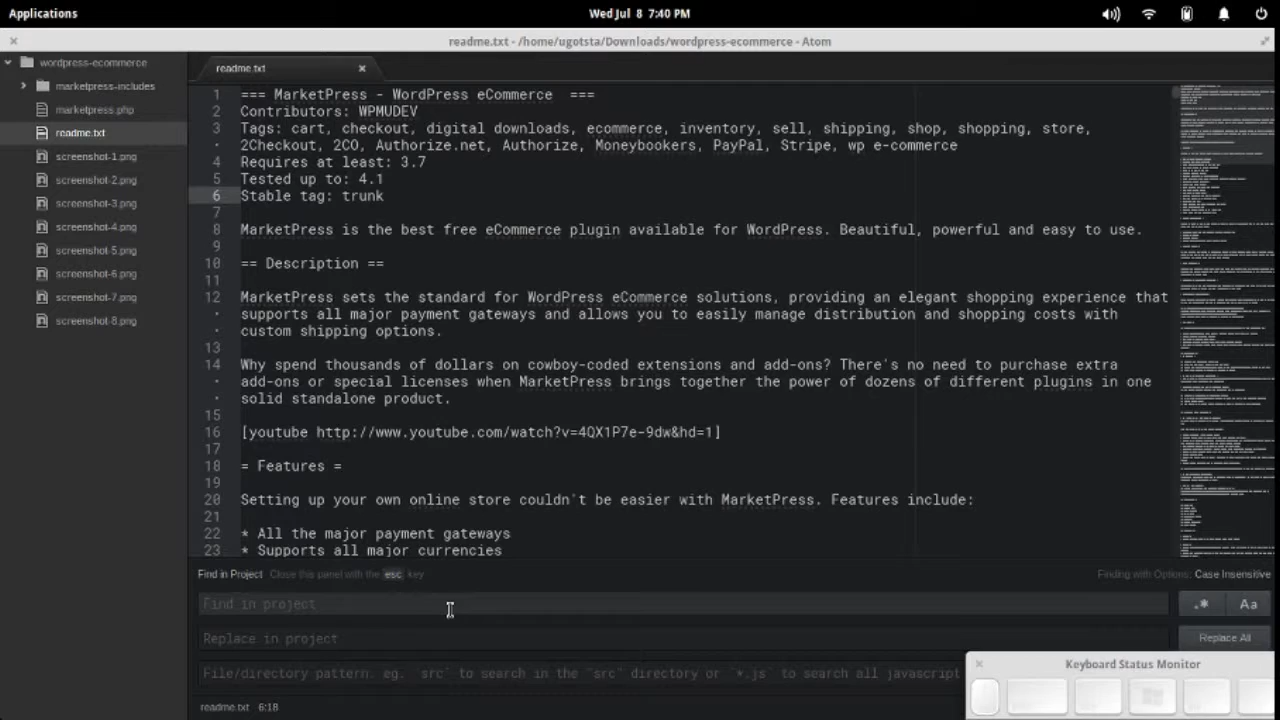 Applications
Wed Jul 8 7:40 PM
readme.txt - /home/ugotsta/Downloads/wordpress-ecommerce - Atom
wordpress-ecommerce
marketpress-includes
marketpress.php
readme.txt
screenshot-1.png
screenshot-2.png
screenshot-3.png
screenshot-4.png
screenshot-5.png
screenshot-6.png
screenshot-7.png
screenshot-8.png
readme.txt
1 === MarketPress - WordPress eCommerce ===
2 Contributors: WPMUDEV
3 Tags: cart, checkout, digital downloads, ecommerce, inventory, sell, shipping, shop, shopping, store,
2Checkout, 2CO, Authorize.net, Authorize, Moneybookers, PayPal, Stripe, wp e-commerce
4 Requires at least: 3.7
5 Tested up to: 4.1
6 Stable tag: trunk
7
8 MarketPress is the best free eCommerce plugin available for WordPress. Beautiful, powerful and easy to use.
9
10 == Description ==
11
12 MarketPress sets the standard for WordPress eCommerce solutions, providing an elegant shopping experience that
supports all major payment gateways and allows you to easily manage distribution and shopping costs with
custom shipping options.
13
14 Why spend thousands of dollars on cowboy-coded extensions and add-ons? There's no need to purchase extra
add-ons or special licenses when MarketPress brings together the power of dozens of different plugins in one
solid standalone product.
15
16 [youtube http://www.youtube.com/watch?v=4QX1P7e-9dw&hd=1]
17
18 = Features =
19
20 Setting up your own online store couldn't be easier with MarketPress. Features include:
21
22 * All the major payment gateways
23 * Supports all major currencies
Find in Project Close this panel with the esc key
Finding with Options: Case Insensitive
Find in project
.* Aa
Replace in project
Replace All
File/directory pattern. eg. `src` to search in the "src" directory or `*.js` to search all javascript
Keyboard Status Monitor
readme.txt 6:18